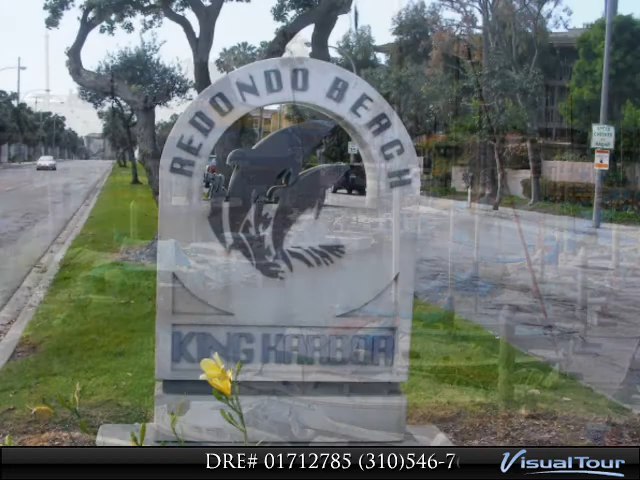 REDONDO BEACH
KING HARBOR
DRE# 01712785 (310)546-7
VISUALTOUR